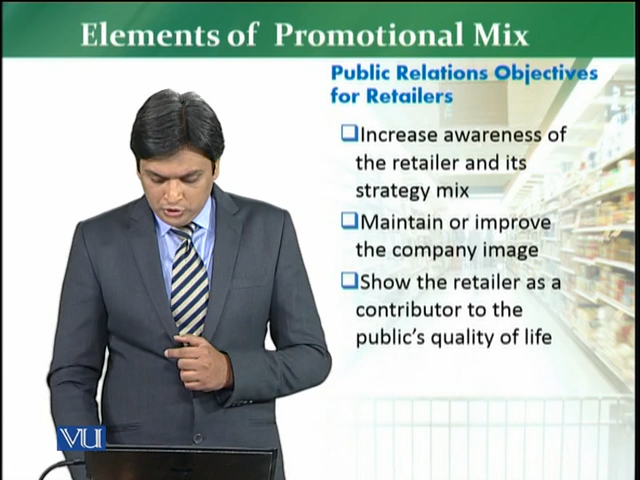 Elements of Promotional Mix
Public Relations Objectives
for Retailers
Increase awareness of
the retailer and its
strategy mix
Maintain or improve
the company image
Show the retailer as a
contributor to the
public's quality of life
VU